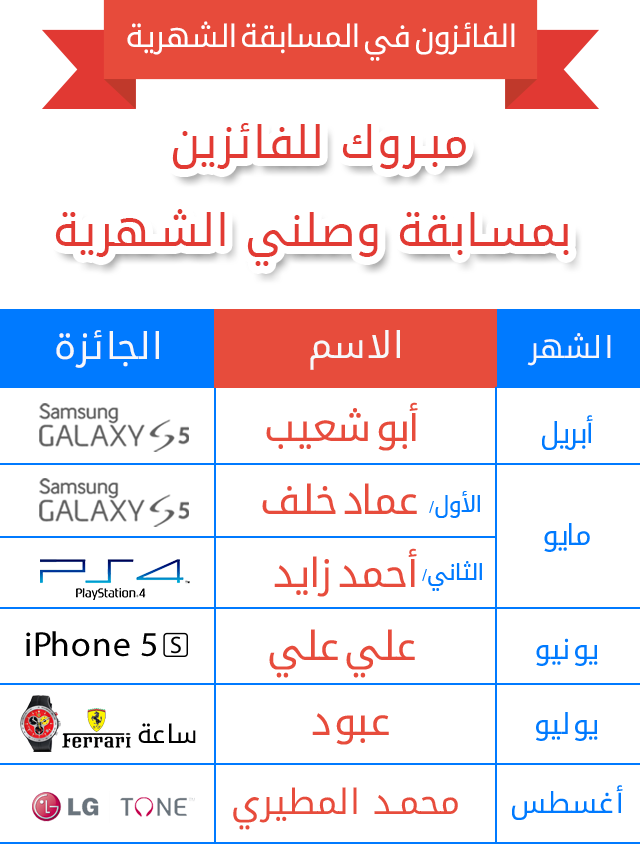 الفائزون في المسابقة الشهرية
مبروك للفائزين
بمسابقة وصلني الشهرية
الشهر الاسم الجائزة
أبريل أبو شعيب Samsung GALAXY S5
مايو
الأول/ عماد خلف Samsung GALAXY S5
الثاني/ أحمد زايد PS4 PlayStation.4
يونيو علي علي iPhone 5 S
يوليو عبود ساعة Ferrari
أغسطس محمد المطيري LG TONE